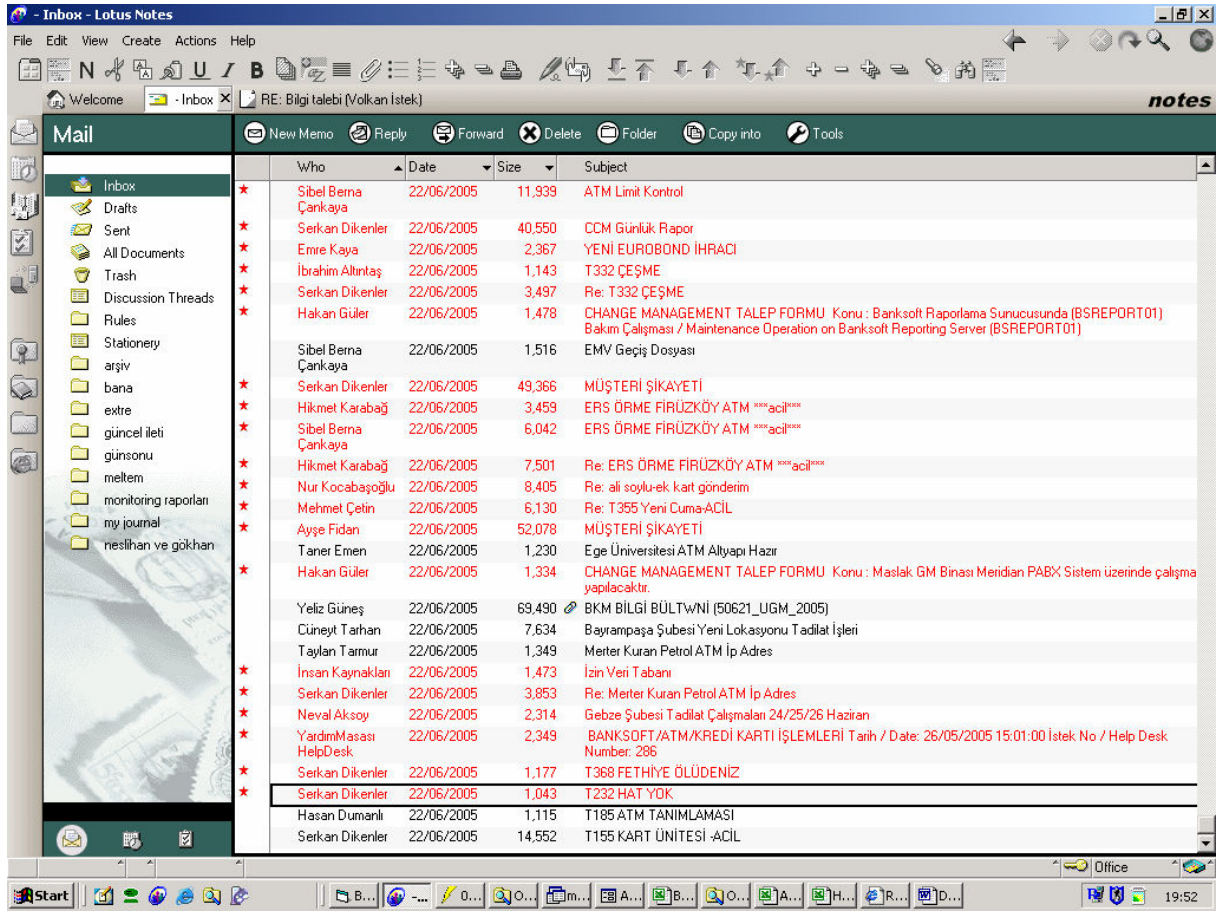 - Inbox - Lotus Notes
File Edit View Create Actions Help
Welcome - Inbox RE: Bilgi talebi (Volkan İstek) notes
Mail New Memo Reply Forward Delete Folder Copy into Tools
Inbox
Drafts
Sent
All Documents
Trash
Discussion Threads
Rules
Stationery
arşiv
bana
extre
güncel ileti
günsonu
meltem
monitoring raporları
my journal
neslihan ve gökhan
Who Date Size Subject
Sibel Berna Çankaya 22/06/2005 11,939 ATM Limit Kontrol
Serkan Dikenler 22/06/2005 40,550 CCM Günlük Rapor
Emre Kaya 22/06/2005 2,367 YENİ EUROBOND İHRACI
İbrahim Altıntaş 22/06/2005 1,143 T332 ÇEŞME
Serkan Dikenler 22/06/2005 3,497 Re: T332 ÇEŞME
Hakan Güler 22/06/2005 1,478 CHANGE MANAGEMENT TALEP FORMU Konu : Banksoft Raporlama Sunucusunda (BSREPORT01)
Bakım Çalışması / Maintenance Operation on Banksoft Reporting Server (BSREPORT01)
Sibel Berna Çankaya 22/06/2005 1,516 EMV Geçiş Dosyası
Serkan Dikenler 22/06/2005 49,366 MÜŞTERİ ŞİKAYETİ
Hikmet Karabağ 22/06/2005 3,459 ERS ÖRME FİRÜZKÖY ATM ***acil***
Sibel Berna Çankaya 22/06/2005 6,042 ERS ÖRME FİRÜZKÖY ATM ***acil***
Hikmet Karabağ 22/06/2005 7,501 Re: ERS ÖRME FİRÜZKÖY ATM ***acil***
Nur Kocabaşoğlu 22/06/2005 8,405 Re: ali soylu-ek kart gönderim
Mehmet Çetin 22/06/2005 6,130 Re: T355 Yeni Cuma-ACİL
Ayşe Fidan 22/06/2005 52,078 MÜŞTERİ ŞİKAYETİ
Taner Emen 22/06/2005 1,230 Ege Üniversitesi ATM Altyapı Hazır
Hakan Güler 22/06/2005 1,334 CHANGE MANAGEMENT TALEP FORMU Konu : Maslak GM Binası Meridian PABX Sistem üzerinde çalışma
yapılacaktır.
Yeliz Güneş 22/06/2005 69,490 BKM BİLGİ BÜLTWNİ (50621_UGM_2005)
Cüneyt Tarhan 22/06/2005 7,634 Bayrampaşa Şubesi Yeni Lokasyonu Tadilat İşleri
Taylan Tarmur 22/06/2005 1,349 Merter Kuran Petrol ATM İp Adres
İnsan Kaynakları 22/06/2005 1,473 İzin Veri Tabanı
Serkan Dikenler 22/06/2005 3,853 Re: Merter Kuran Petrol ATM İp Adres
Neval Aksoy 22/06/2005 2,314 Gebze Şubesi Tadilat Çalışmaları 24/25/26 Haziran
YardımMasası HelpDesk 22/06/2005 2,349 BANKSOFT/ATM/KREDİ KARTI İŞLEMLERİ Tarih / Date: 26/05/2005 15:01:00 İstek No / Help Desk
Number: 286
Serkan Dikenler 22/06/2005 1,177 T368 FETHİYE ÖLÜDENİZ
Serkan Dikenler 22/06/2005 1,043 T232 HAT YOK
Hasan Dumanlı 22/06/2005 1,115 T185 ATM TANIMLAMASI
Serkan Dikenler 22/06/2005 14,552 T155 KART ÜNİTESİ -ACİL
Office
Start B... -... 0... O... m... A... B... O... A... H... R... D... 19:52